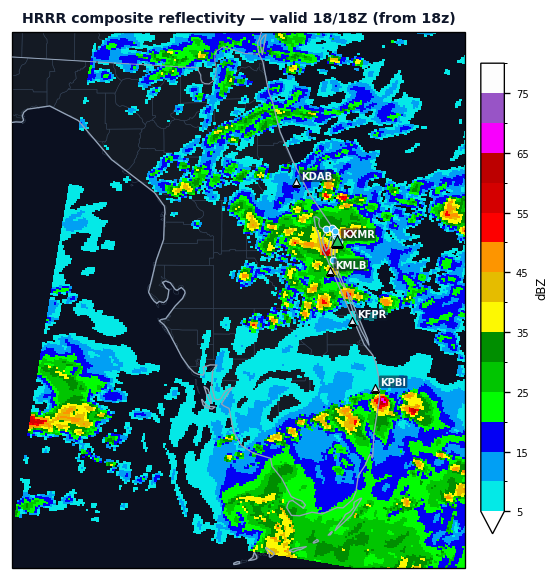 HRRR composite reflectivity — valid 18/18Z (from 18z)
KDAB
KXMR
KMLB
KFPR
KPBI
75
65
55
45
35
25
15
5
dBZ